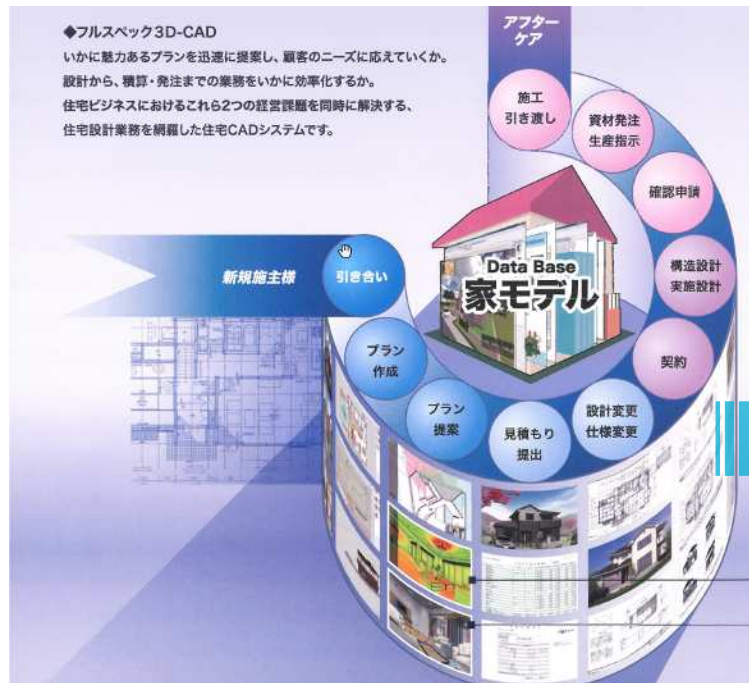 ◆フルスペック3D-CAD
いかに魅力あるプランを迅速に提案し、顧客のニーズに応えていくか。
設計から、積算・発注までの業務をいかに効率化するか。
住宅ビジネスにおけるこれら2つの経営課題を同時に解決する、
住宅設計業務を網羅した住宅CADシステムです。
アフター
ケア
施工
引き渡し
資材発注
生産指示
確認申請
構造設計
実施設計
契約
設計変更
仕様変更
見積もり
提出
プラン
提案
プラン
作成
引き合い
新規施主様
Data Base
家モデル